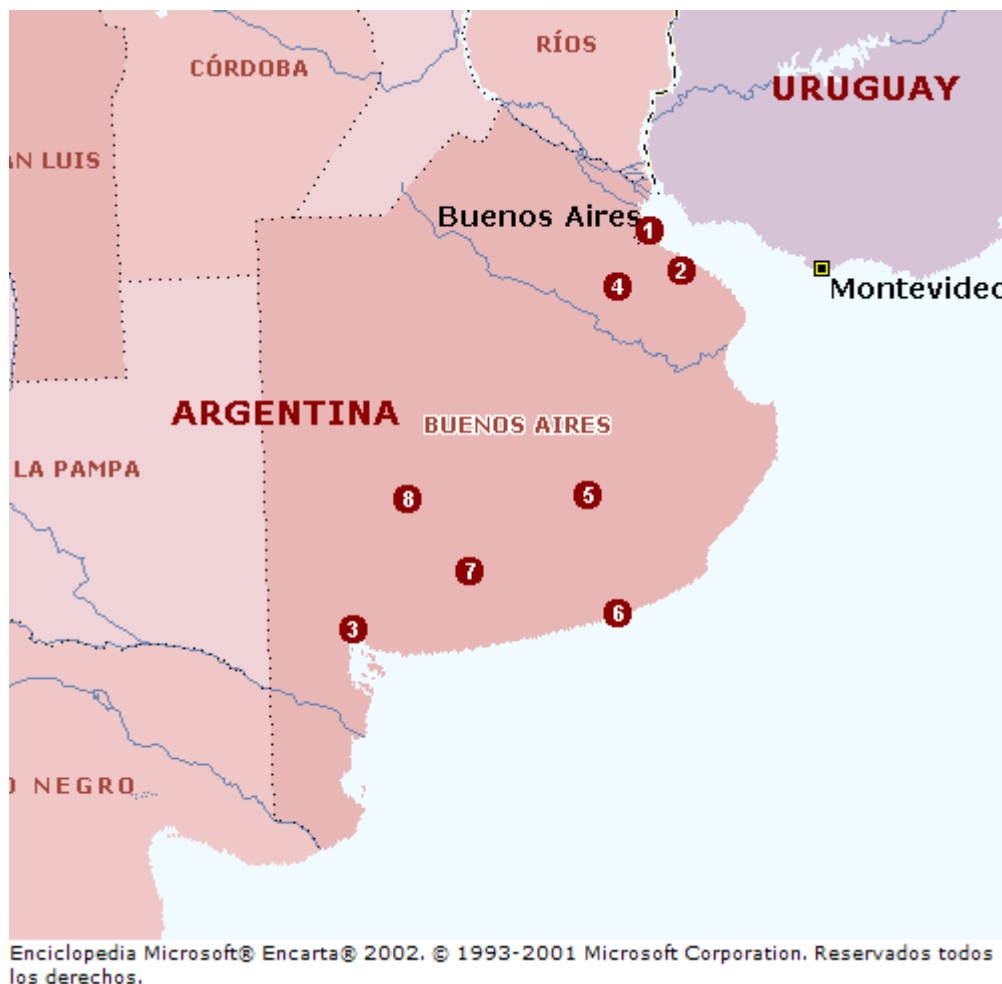 RÍOS
CÓRDOBA
URUGUAY
AN LUIS
Buenos Aires
1
2
4
Montevideo
ARGENTINA
BUENOS AIRES
LA PAMPA
8
5
7
6
3
O NEGRO
Enciclopedia Microsoft® Encarta® 2002. © 1993-2001 Microsoft Corporation. Reservados todos
los derechos.